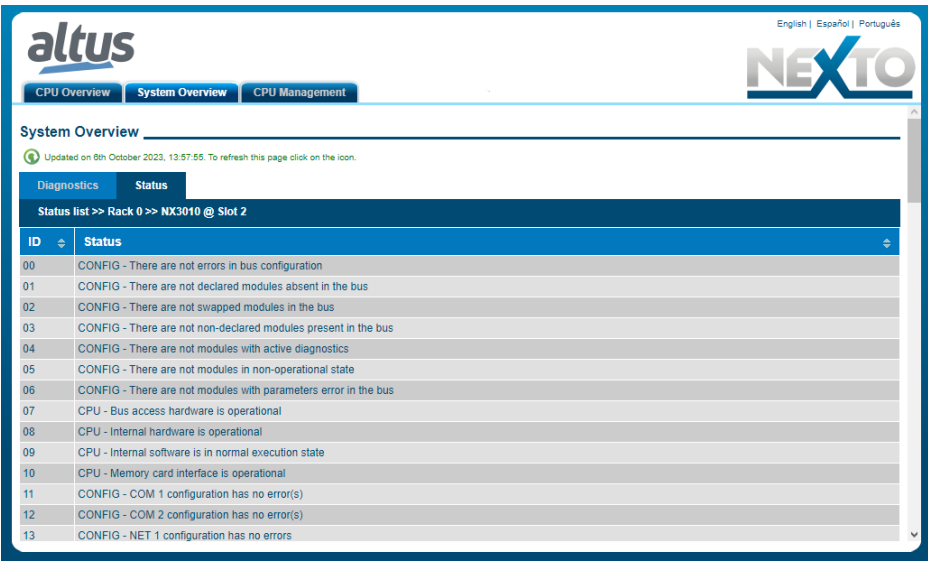 English | Español | Português
altus
NEXTO
CPU Overview System Overview CPU Management
System Overview
Updated on 6th October 2023, 13:57:55. To refresh this page click on the icon.
Diagnostics Status
Status list >> Rack 0 >> NX3010 @ Slot 2
ID Status
00 CONFIG - There are not errors in bus configuration
01 CONFIG - There are not declared modules absent in the bus
02 CONFIG - There are not swapped modules in the bus
03 CONFIG - There are not non-declared modules present in the bus
04 CONFIG - There are not modules with active diagnostics
05 CONFIG - There are not modules in non-operational state
06 CONFIG - There are not modules with parameters error in the bus
07 CPU - Bus access hardware is operational
08 CPU - Internal hardware is operational
09 CPU - Internal software is in normal execution state
10 CPU - Memory card interface is operational
11 CONFIG - COM 1 configuration has no error(s)
12 CONFIG - COM 2 configuration has no error(s)
13 CONFIG - NET 1 configuration has no errors